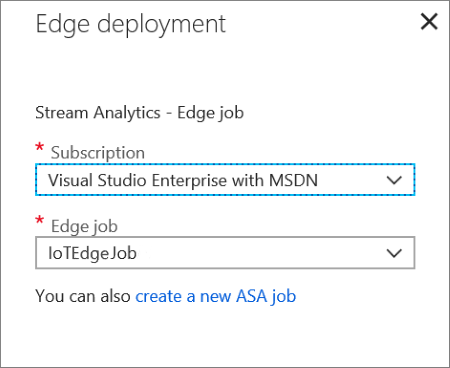 Edge deployment
Stream Analytics - Edge job
* Subscription
Visual Studio Enterprise with MSDN
* Edge job
IoTEdgeJob
You can also create a new ASA job